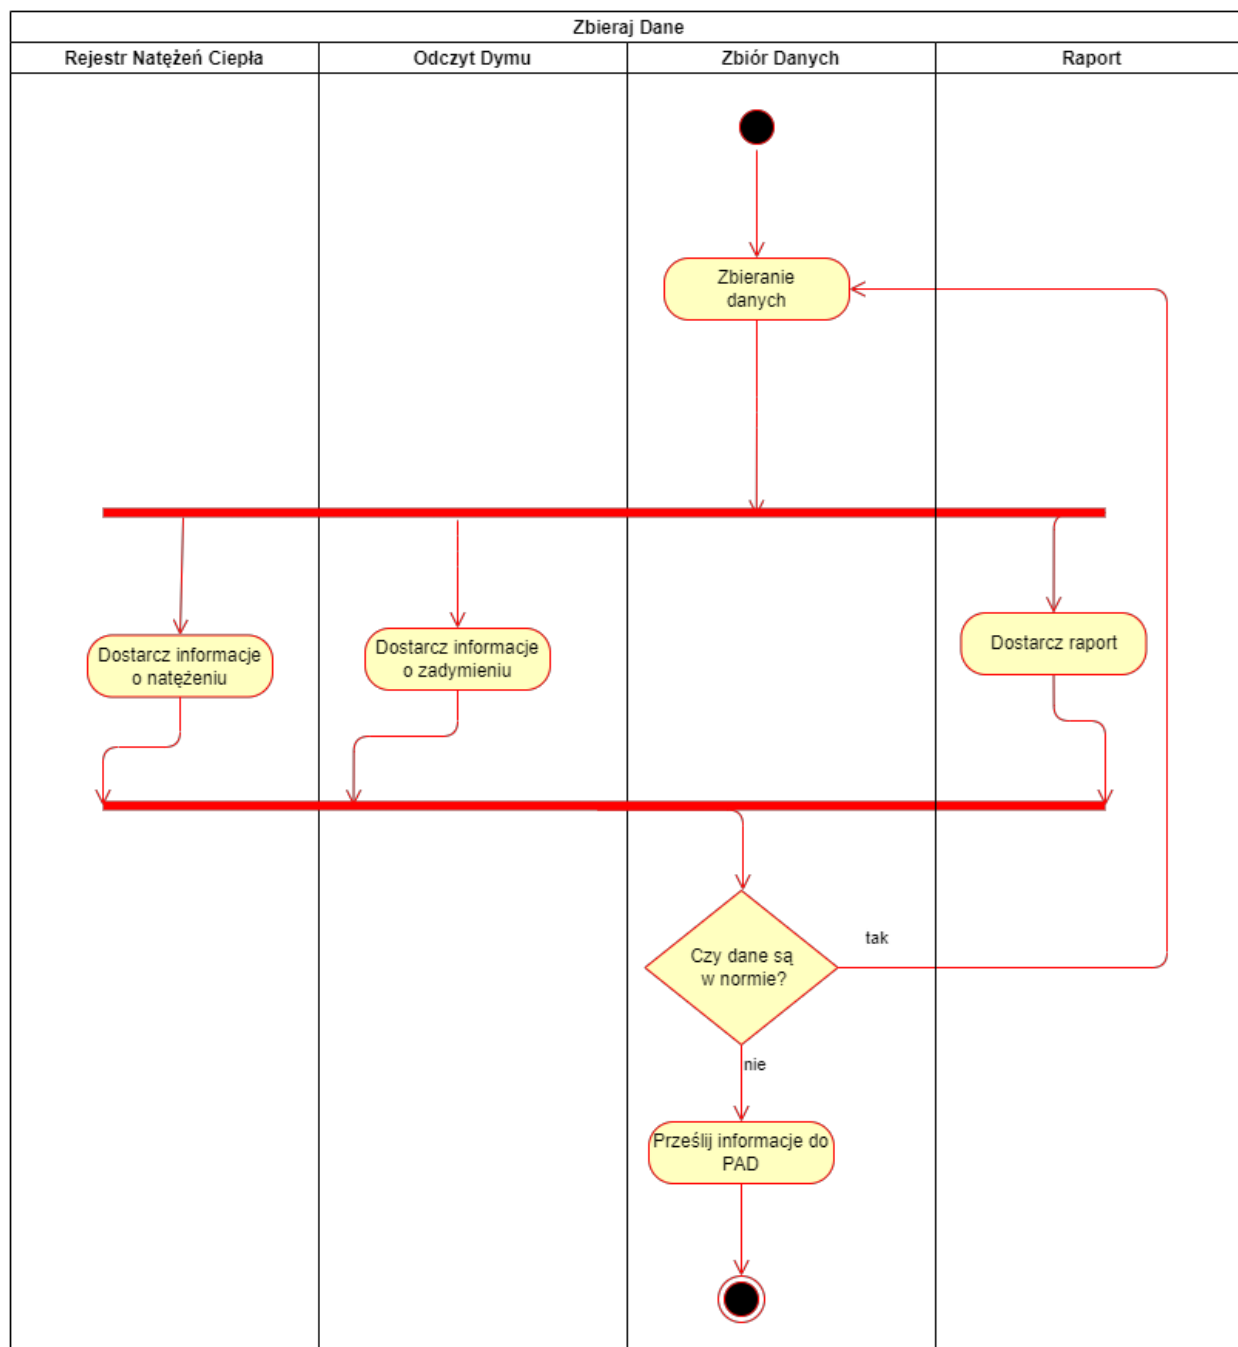 Zbieraj Dane
Rejestr Natężeń Ciepła
Odczyt Dymu
Zbiór Danych
Raport
Zbieranie
danych
Dostarcz informacje
o natężeniu
Dostarcz informacje
o zadymieniu
Dostarcz raport
Czy dane są
w normie?
tak
nie
Prześlij informacje do
PAD